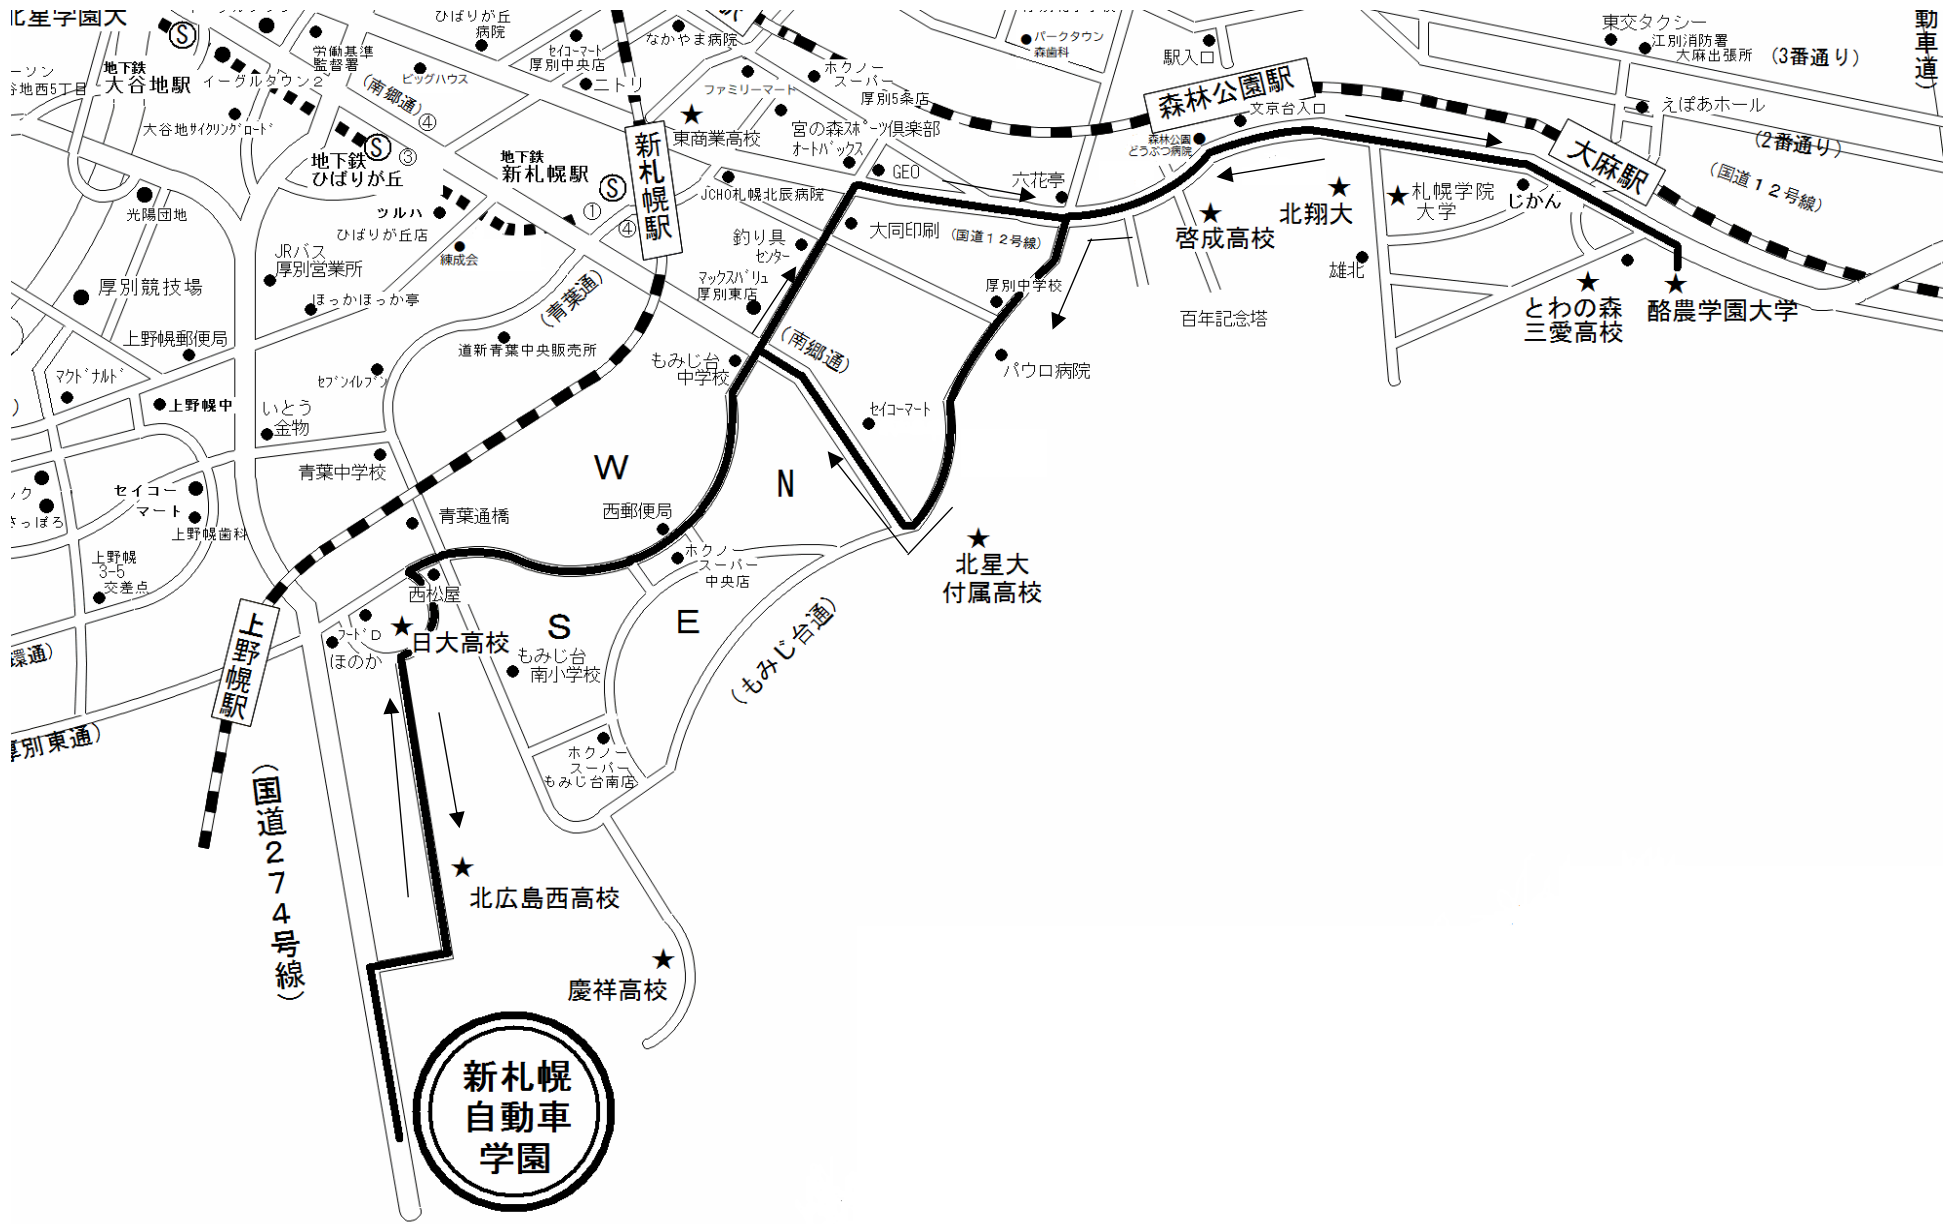 北星学園大
地下鉄
大谷地駅
イーグルタウン2
谷地西5丁目
大谷地サイクリングロード
労働基準
監督署
ビッグハウス
(南郷通)
④
ひばりが丘
病院
セイコーマート
厚別中央店
ニトリ
なかやま病院
ファミリーマート
東商業高校
ホクノー
スーパー
厚別5条店
宮の森スポーツ倶楽部
オートバックス
GEO
パークタウン
森歯科
駅入口
森林公園駅
文京台入口
森林公園
どうぶつ病院
東交タクシー
江別消防署
大麻出張所
(3番通り)
動車道)
えぽあホール
(2番通り)
大麻駅
(国道12号線)
地下鉄
ひばりが丘
S
③
地下鉄
新札幌駅
S
①
④
新札幌駅
JCHO札幌北辰病院
六花亭
光陽団地
ツルハ
ひばりが丘店
練成会
JRバス
厚別営業所
ほっかほっか亭
厚別競技場
上野幌郵便局
道新青葉中央販売所
(青葉通)
釣り具
センター
マックスバリュ
厚別東店
大同印刷
(国道12号線)
厚別中学校
啓成高校
北翔大
札幌学院
大学
じかん
雄北
百年記念塔
とわの森
三愛高校
酪農学園大学
マクドナルド
上野幌中
セブンイレブン
いとう
金物
もみじ台
中学校
(南郷通)
パウロ病院
セイコーマート
青葉中学校
セイコー
マート
上野幌歯科
さっぽろ
上野幌
3-5
交差点
青葉通橋
W
N
西郵便局
ホクノー
スーパー
中央店
北星大
付属高校
西松屋
フードD
ほのか
日大高校
S
E
もみじ台
南小学校
(もみじ台通)
上野幌駅
環通)
厚別東通)
ホクノー
スーパー
もみじ台南店
(国道274号線)
北広島西高校
慶祥高校
新札幌
自動車
学園